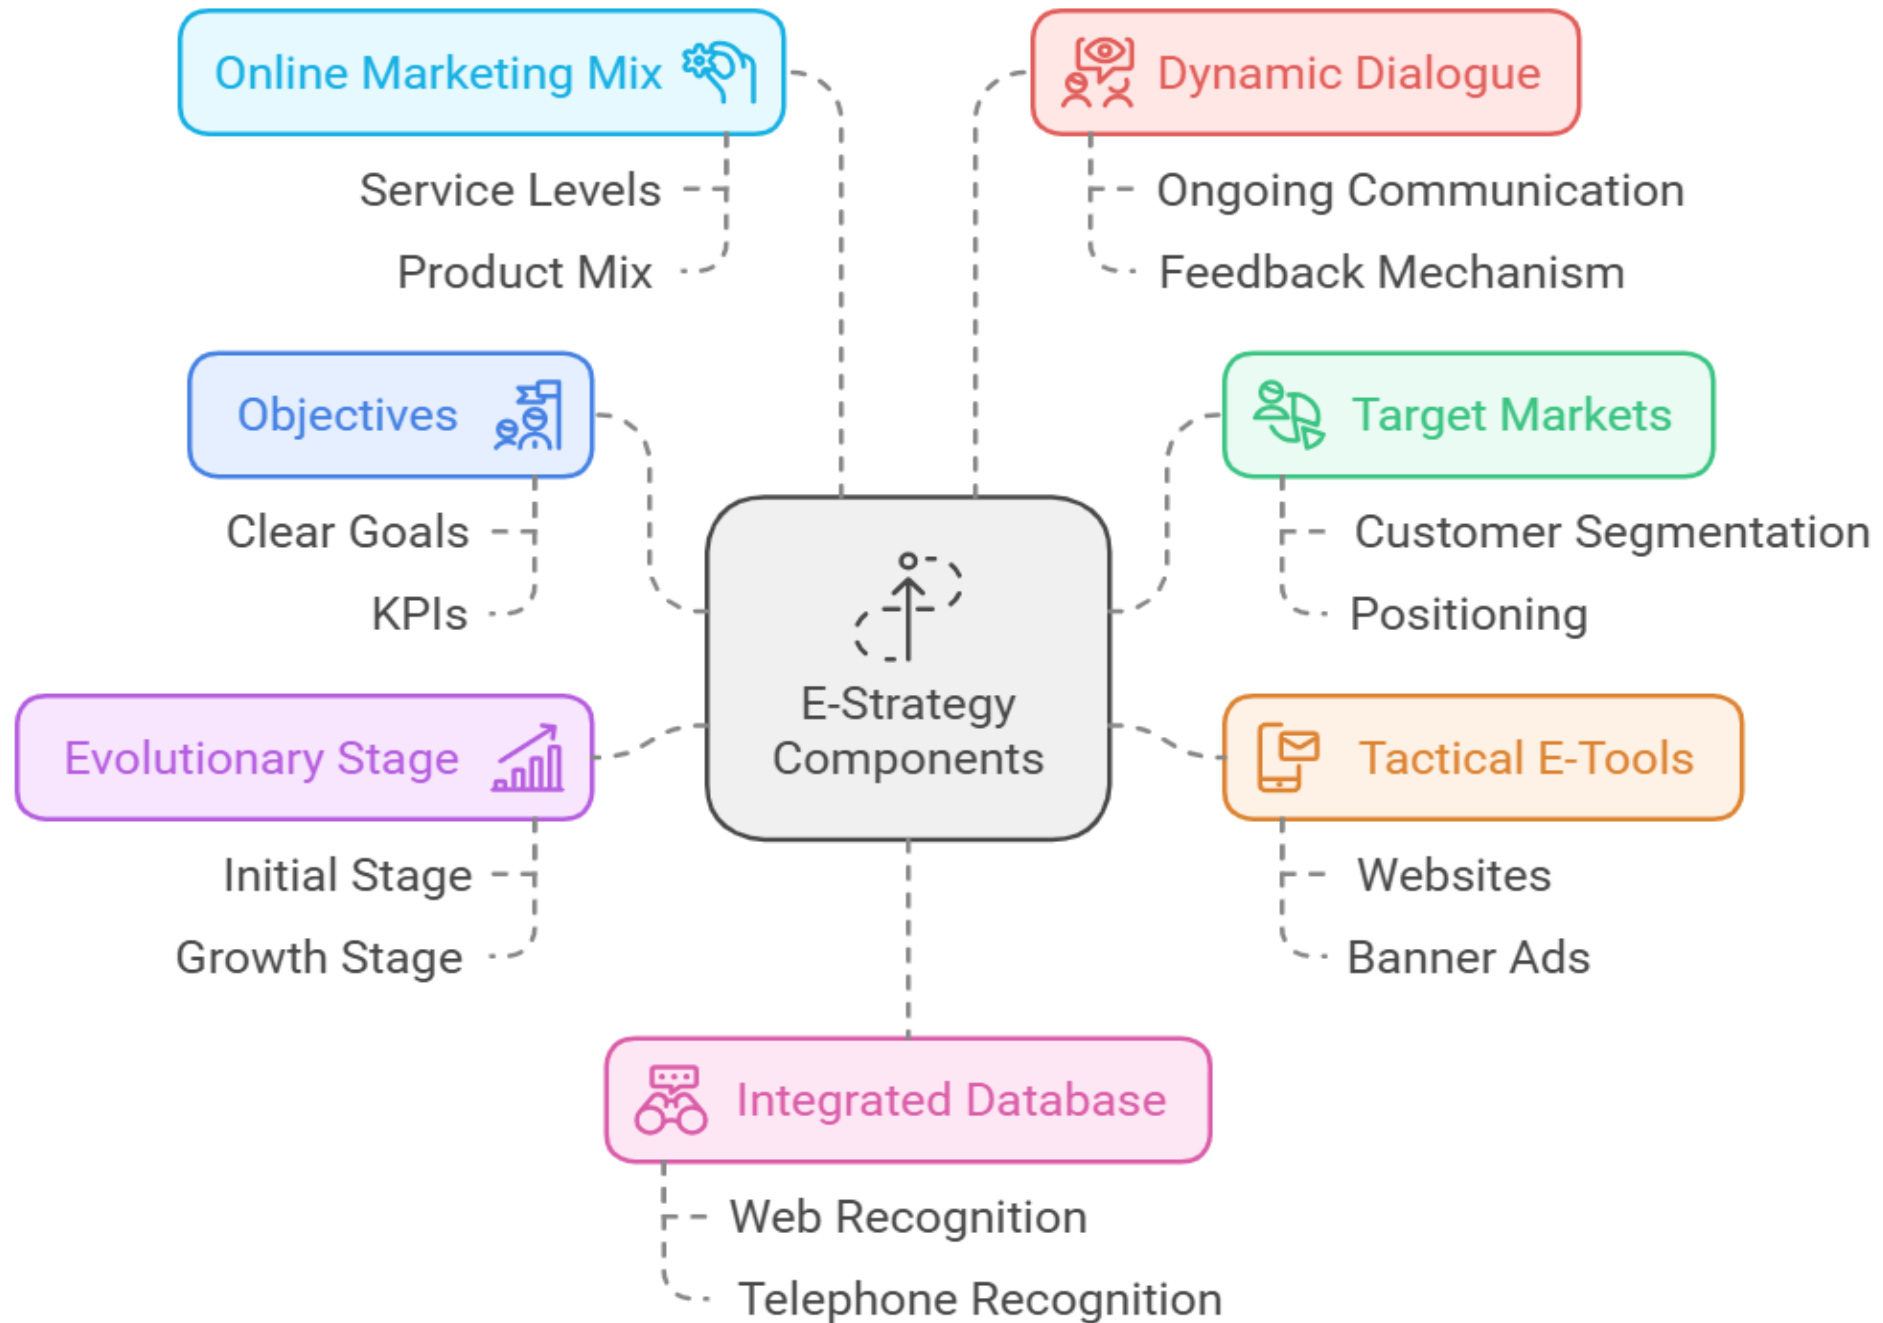 Online Marketing Mix
Service Levels
Product Mix
Dynamic Dialogue
Ongoing Communication
Feedback Mechanism
Objectives
Clear Goals
KPIs
Target Markets
Customer Segmentation
Positioning
E-Strategy
Components
Evolutionary Stage
Initial Stage
Growth Stage
Tactical E-Tools
Websites
Banner Ads
Integrated Database
Web Recognition
Telephone Recognition